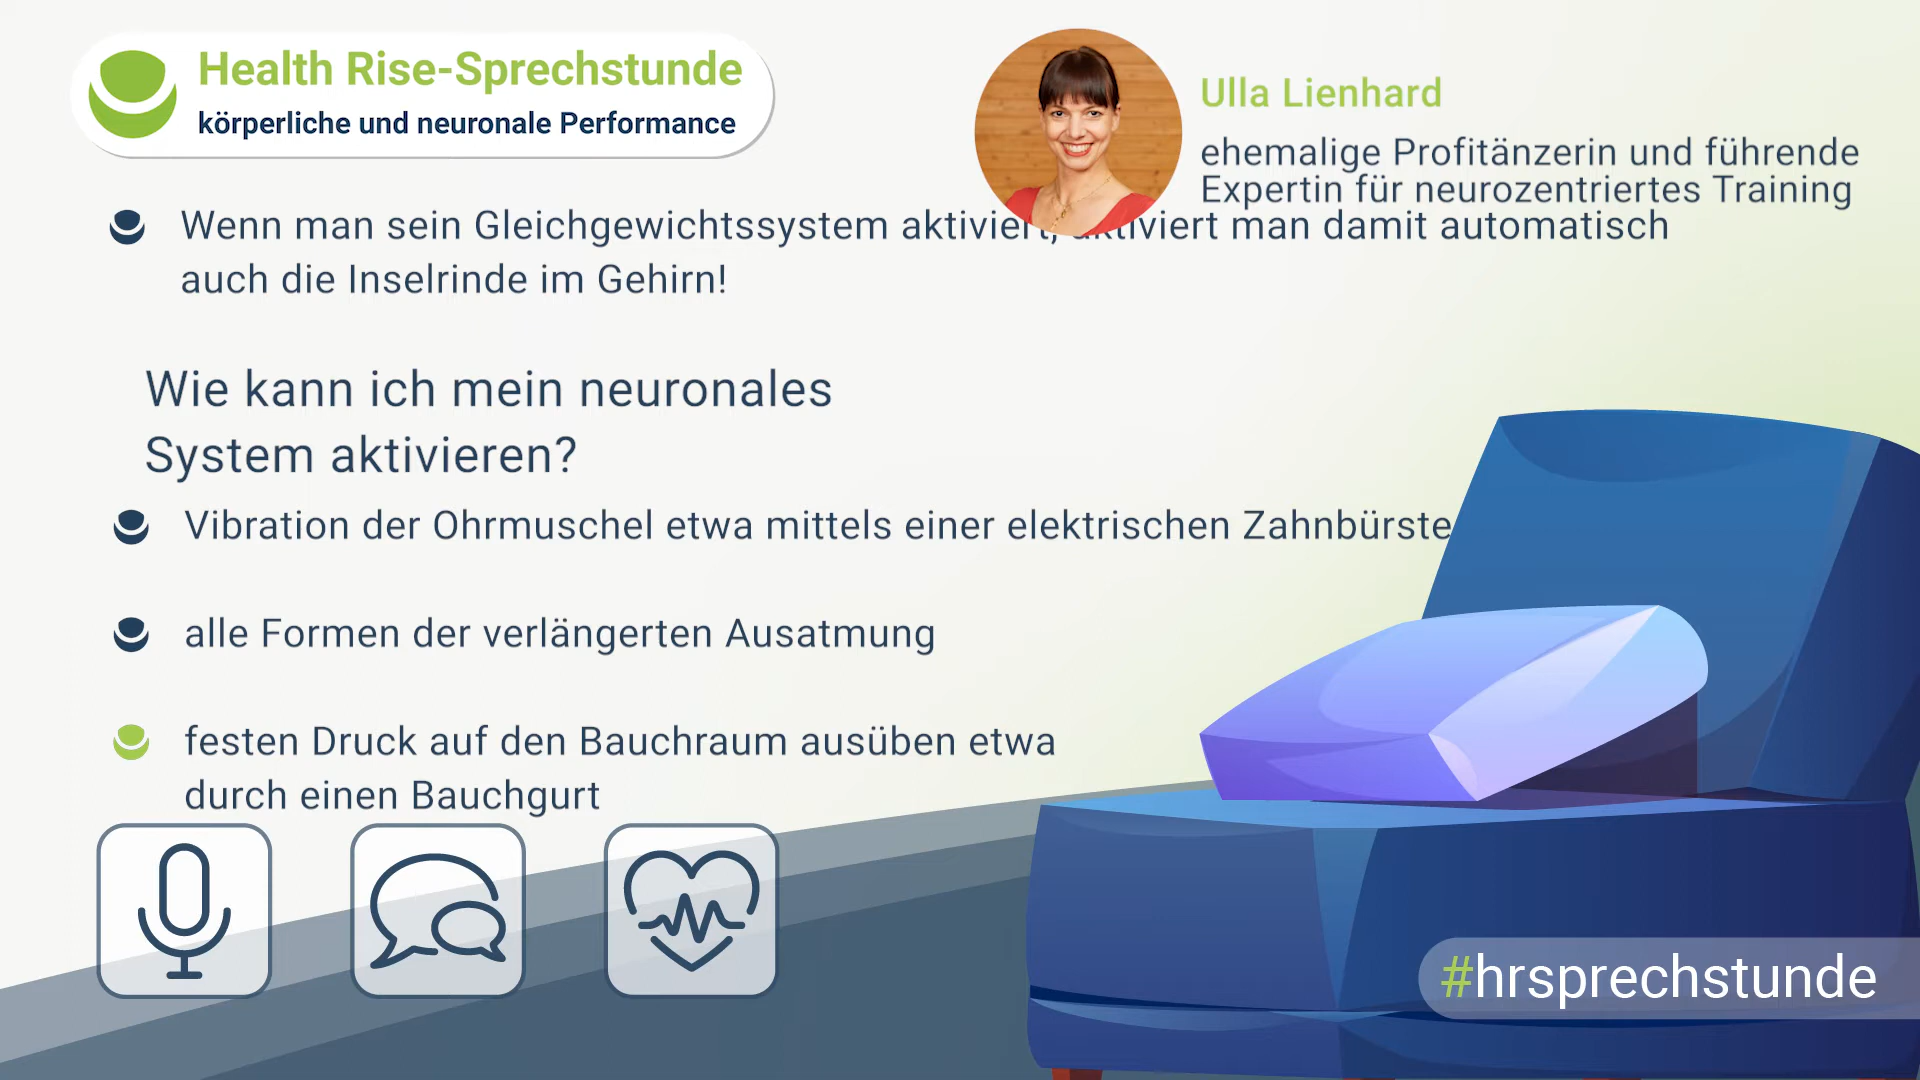 Health Rise-Sprechstunde
körperliche und neuronale Performance
Ulla Lienhard
ehemalige Profitänzerin und führende
Expertin für neurozentriertes Training
Wenn man sein Gleichgewichtssystem aktiviert, aktiviert man damit automatisch
auch die Inselrinde im Gehirn!
Wie kann ich mein neuronales
System aktivieren?
Vibration der Ohrmuschel etwa mittels einer elektrischen Zahnbürste
alle Formen der verlängerten Ausatmung
festen Druck auf den Bauchraum ausüben etwa
durch einen Bauchgurt
#hrsprechstunde